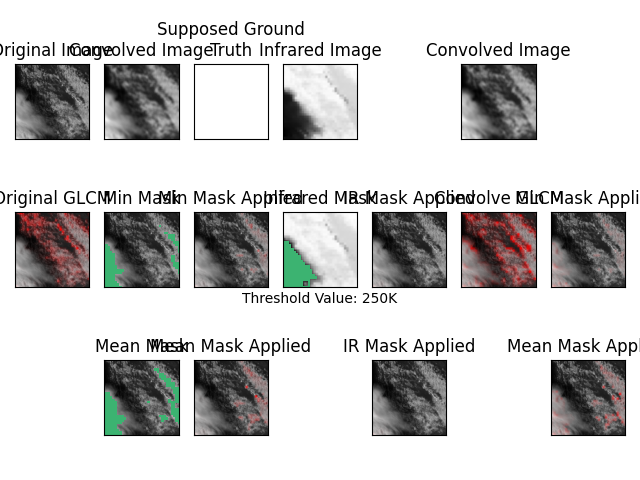 Original Image
Convolved Image
Supposed Ground
Truth
Infrared Image
Convolved Image
Original GLCM
Min Mask
Min Mask Applied
Infrared Mask
IR Mask Applied
Convolve GLCM
Min Mask Appli
Threshold Value: 250K
Mean Mask
Mean Mask Applied
IR Mask Applied
Mean Mask Appl